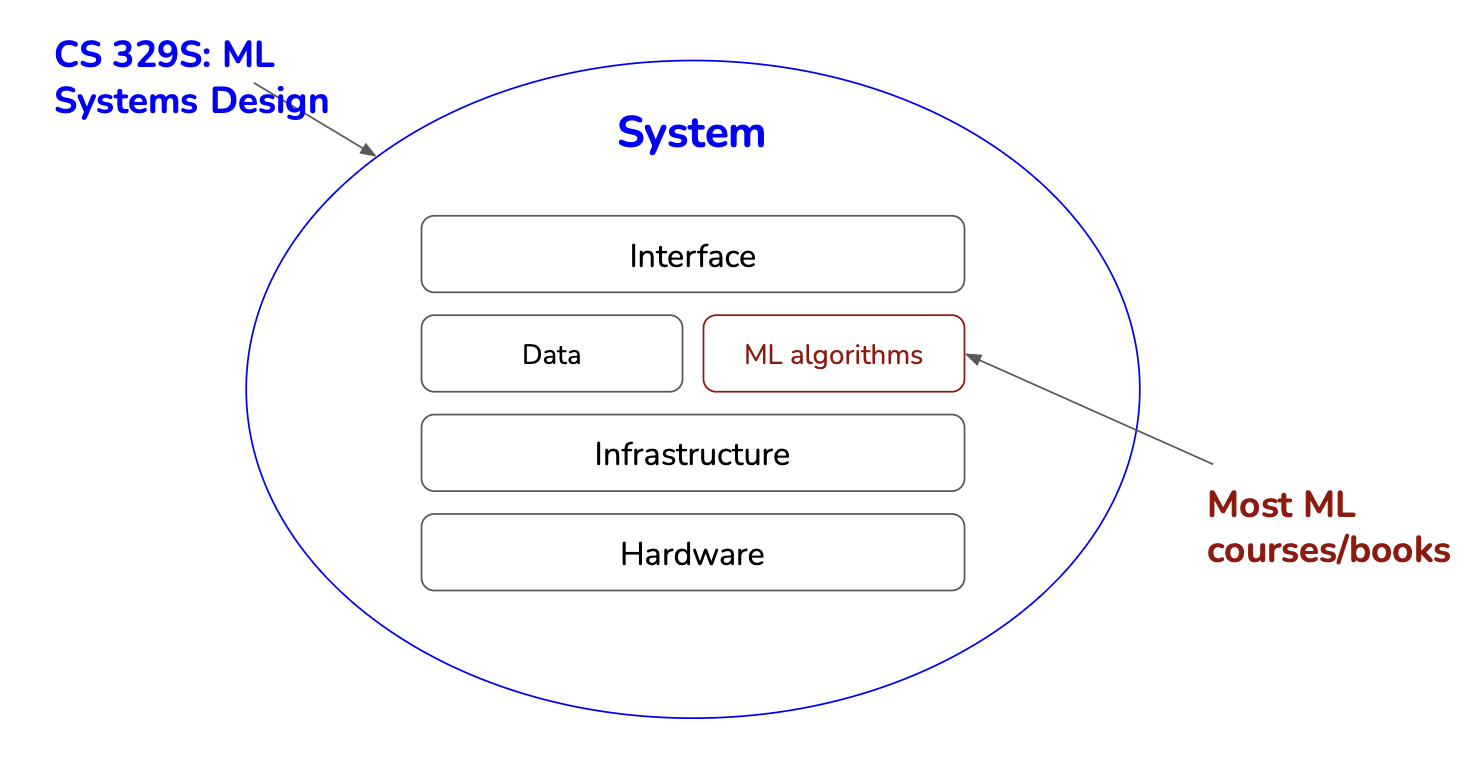 CS 329S: ML
Systems Design
System
Interface
Data
ML algorithms
Infrastructure
Hardware
Most ML
courses/books